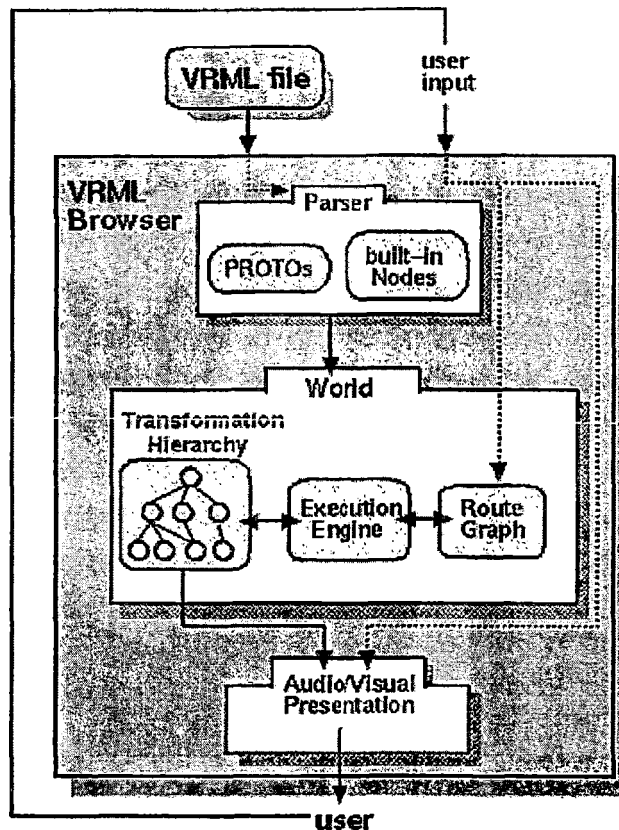 VRML file
user
input
VRML
Browser
Parser
PROTOs
built-in
Nodes
World
Transformation
Hierarchy
Execution
Engine
Route
Graph
Audio/Visual
Presentation
user